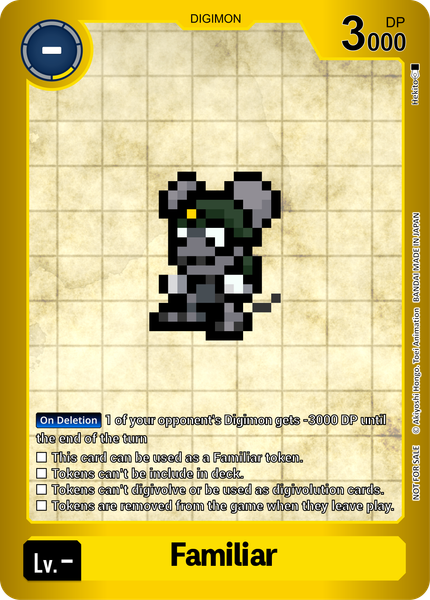 DIGIMON
-
3000
DP
Hekito
On Deletion 1 of your opponent's Digimon gets -3000 DP until
the end of the turn
□ This card can be used as a Familiar token.
□ Tokens can't be include in deck.
□ Tokens can't digivolve or be used as digivolution cards.
□ Tokens are removed from the game when they leave play.
NOT FOR SALE © Akiyoshi Hongo, Toei Animation BANDAI MADE IN JAPAN
Lv.-
Familiar